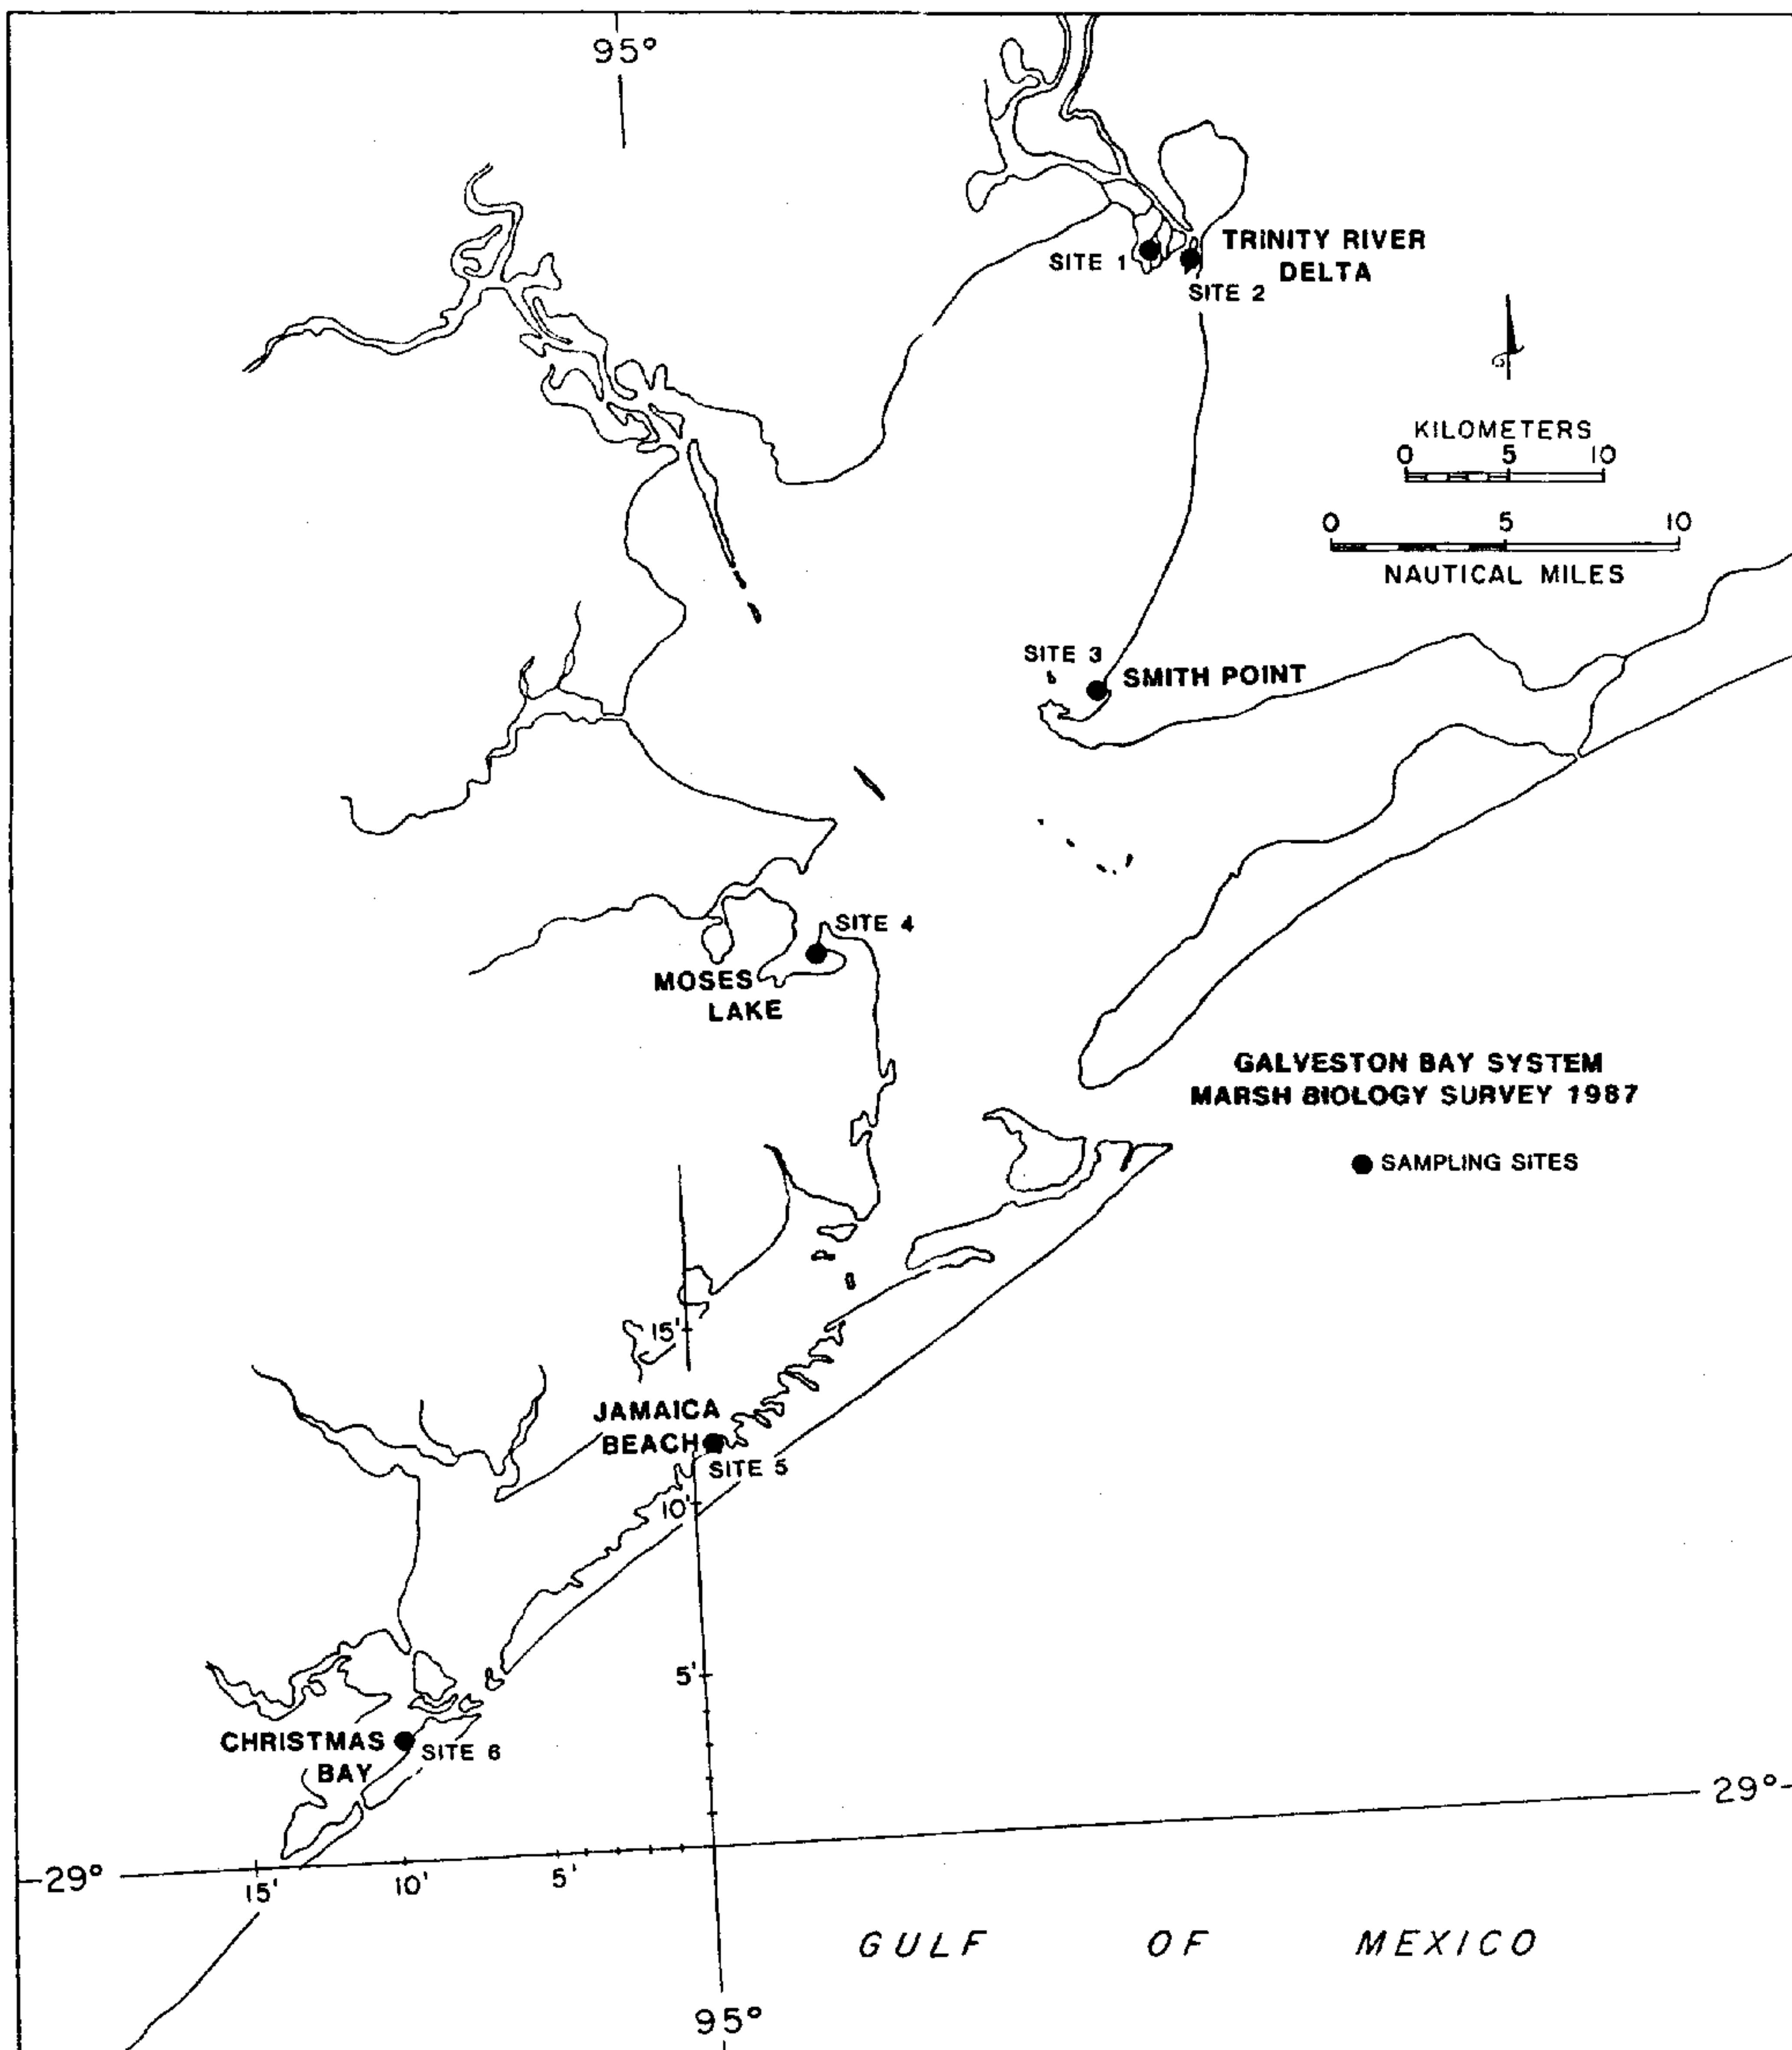 95°
TRINITY RIVER
DELTA
SITE 1
SITE 2
KILOMETERS
0 5 10
0 5 10
NAUTICAL MILES
SITE 3
SMITH POINT
SITE 4
MOSES
LAKE
GALVESTON BAY SYSTEM
MARSH BIOLOGY SURVEY 1987
SAMPLING SITES
15'
JAMAICA
BEACH
SITE 5
10'
5'
CHRISTMAS
BAY
SITE 6
29°
29°
15' 10' 5'
GULF OF MEXICO
95°